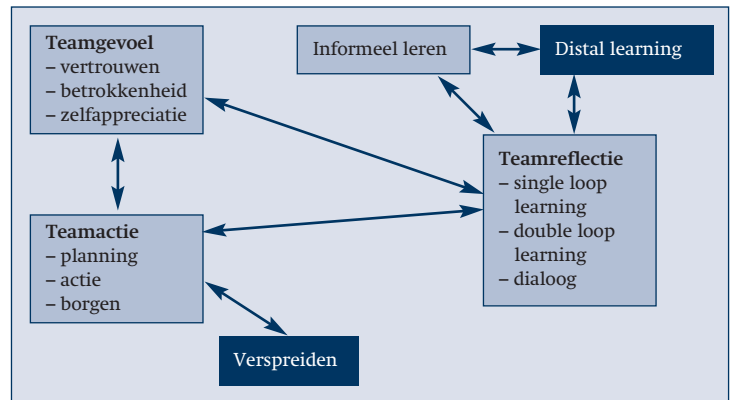 Teamgevoel
– vertrouwen
– betrokkenheid
– zelfappreciatie
Informeel leren
Distal learning
Teamreflectie
– single loop
learning
– double loop
learning
– dialoog
Teamactie
– planning
– actie
– borgen
Verspreiden